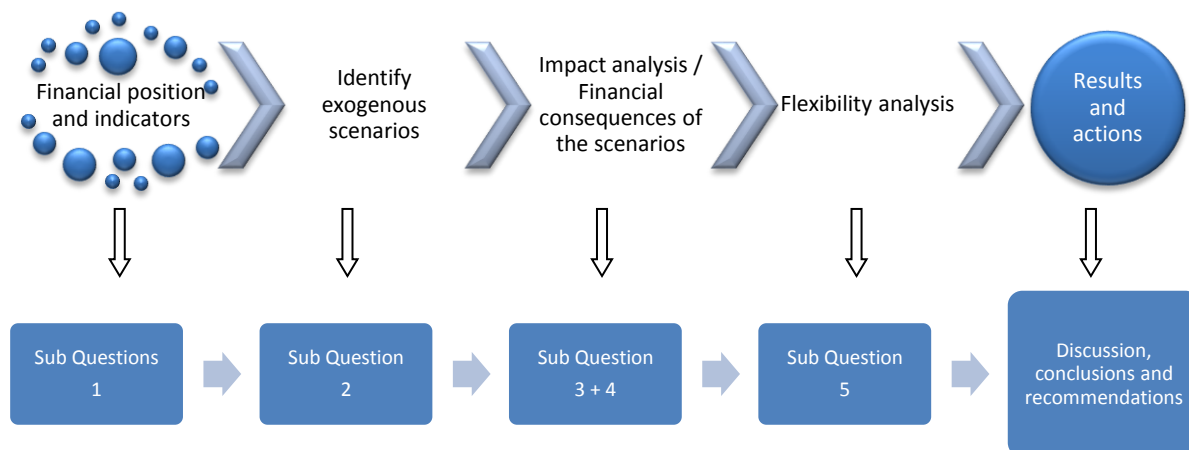 Financial position
and indicators
Identify
exogenous
scenarios
Impact analysis /
Financial
consequences of
the scenarios
Flexibility analysis
Results
and
actions
Sub Questions
1
Sub Question
2
Sub Question
3 + 4
Sub Question
5
Discussion,
conclusions and
recommendations